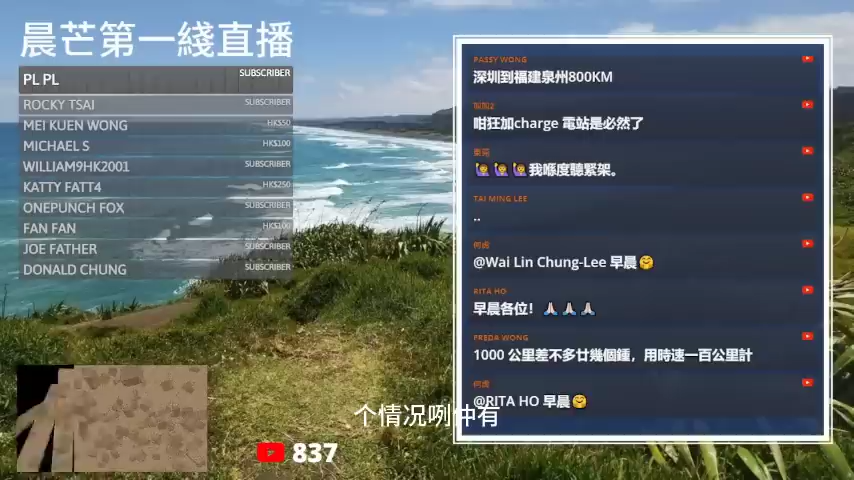 晨芒第一綫直播
PL PL SUBSCRIBER
ROCKY TSAI SUBSCRIBER
MEI KUEN WONG HK$50
MICHAEL S HK$100
WILLIAM9HK2001 SUBSCRIBER
KATTY FATT4 HK$250
ONEPUNCH FOX SUBSCRIBER
FAN FAN HK$100
JOE FATHER SUBSCRIBER
DONALD CHUNG SUBSCRIBER
PASSY WONG
深圳到福建泉州800KM
咁狂加charge 電站是必然了
🙋🙋🙋我喺度聽緊架。
TAI MING LEE
..
何虎
@Wai Lin Chung-Lee 早晨🤗
RITA HO
早晨各位！🙏🏻🙏🏻🙏🏻
FREDA WONG
1000 公里差不多廿幾個鍾，用時速一百公里計
何虎
@RITA HO 早晨🤗
个情况咧仲有
837